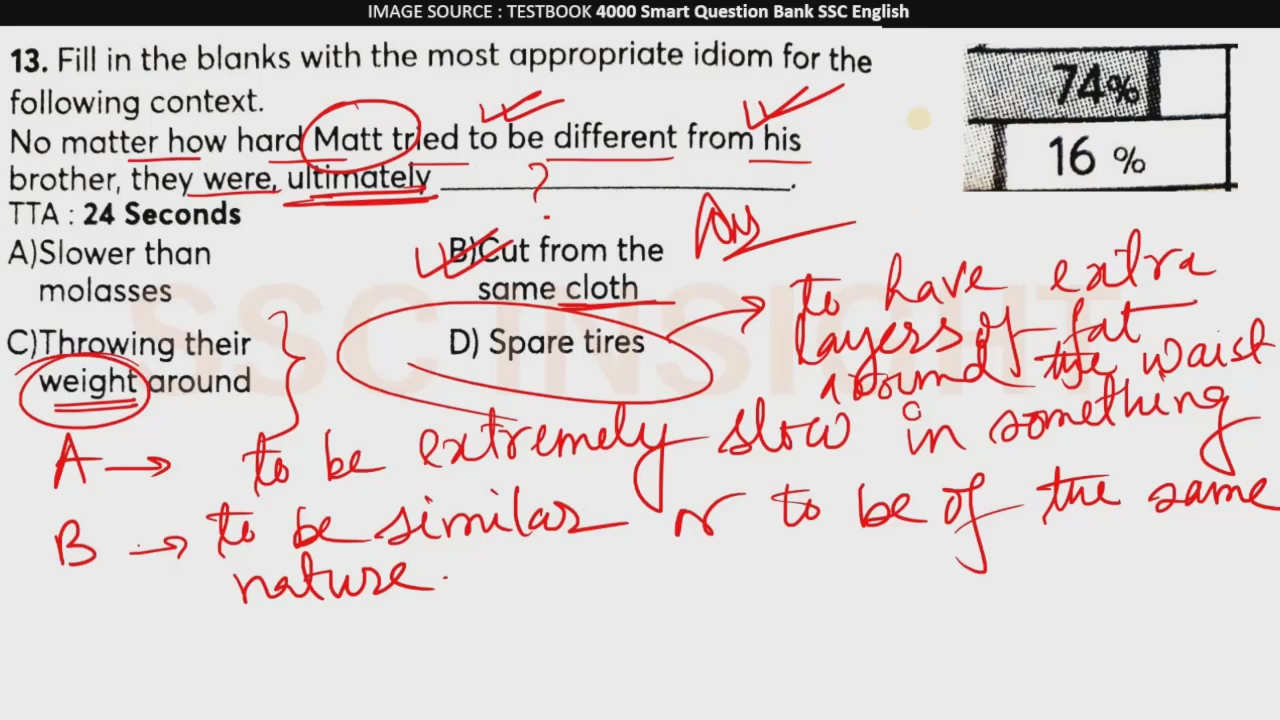 IMAGE SOURCE : TESTBOOK 4000 Smart Question Bank SSC English
13. Fill in the blanks with the most appropriate idiom for the
following context.
No matter how hard Matt tried to be different from his
brother, they were, ultimately ____________________.
?
TTA : 24 Seconds
74%
16 %
A)Slower than
molasses
B)Cut from the
same cloth
Ans
C)Throwing their
weight around
D) Spare tires
to have extra
layers of fat
around the waist
A → to be extremely slow in something
B → to be similar or to be of the same
nature.
SSC INSIGHT